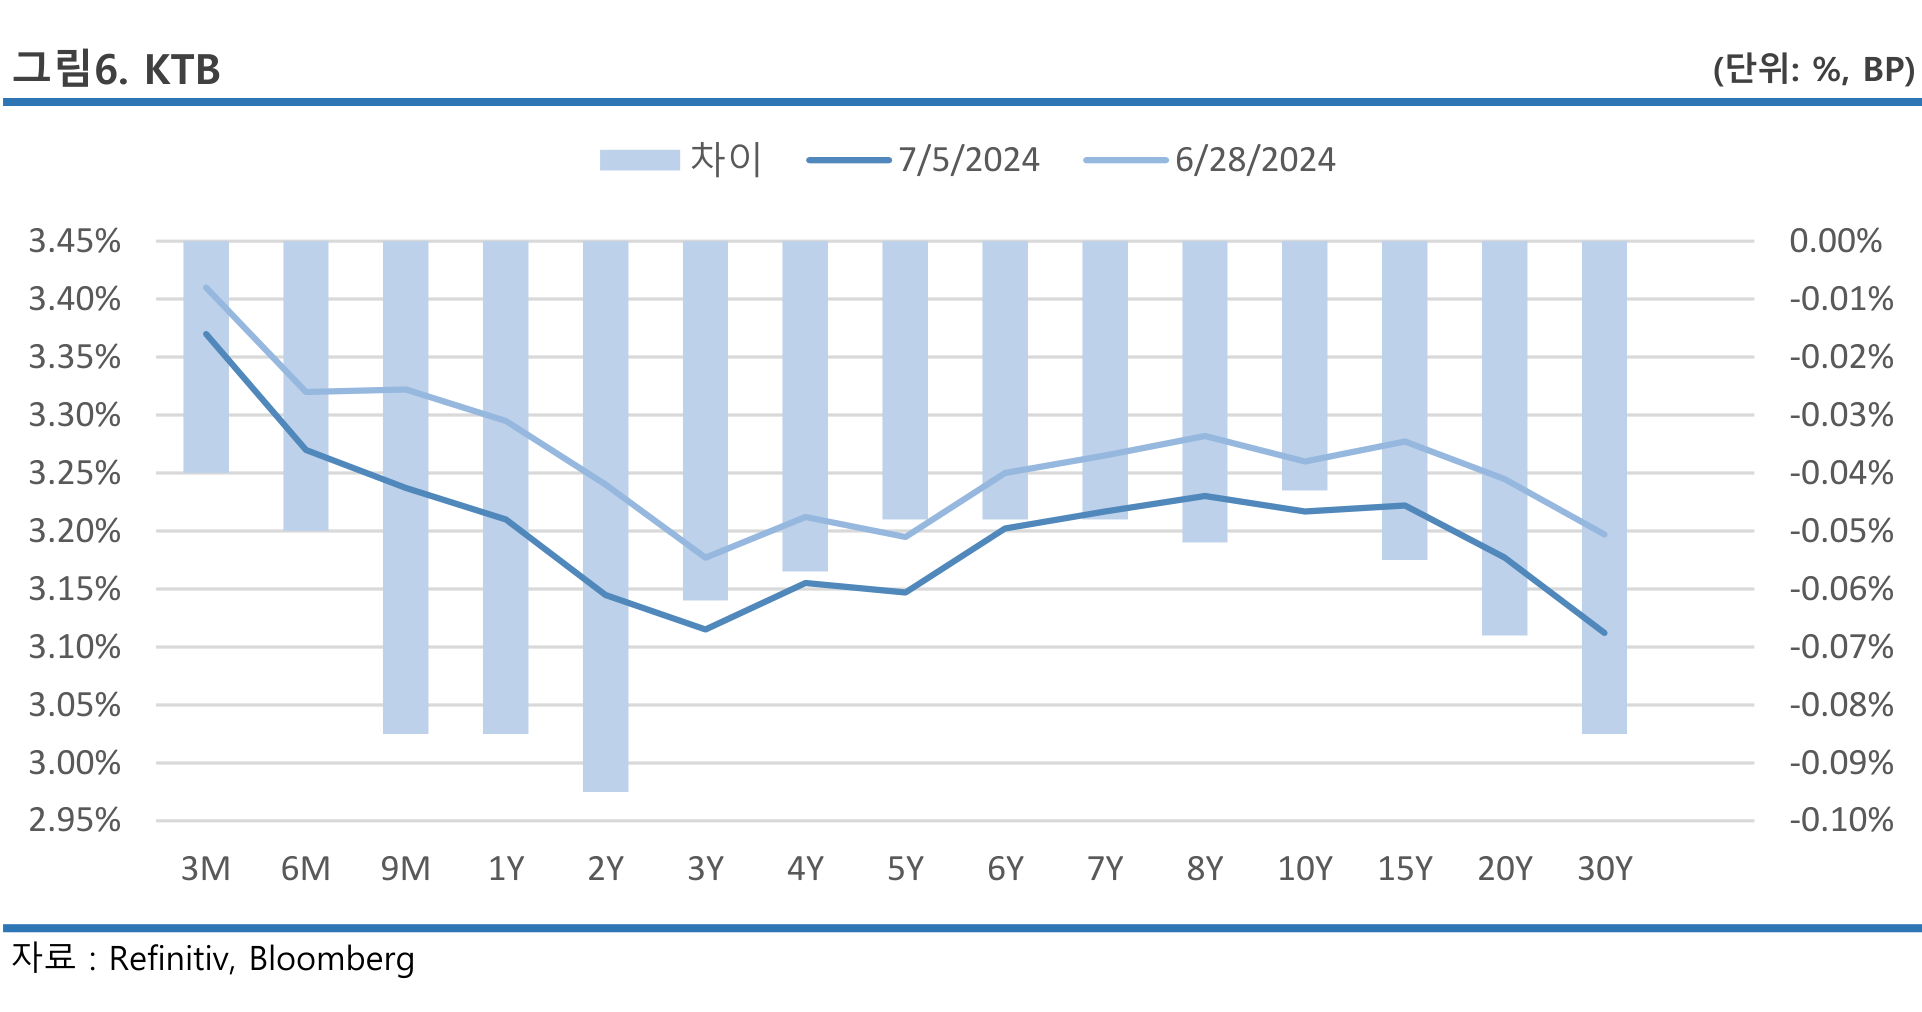 그림6. KTB (단위: %, BP)
차이 7/5/2024 6/28/2024
3.45% 0.00%
3.40% -0.01%
3.35% -0.02%
3.30% -0.03%
3.25% -0.04%
3.20% -0.05%
3.15% -0.06%
3.10% -0.07%
3.05% -0.08%
3.00% -0.09%
2.95% -0.10%
3M 6M 9M 1Y 2Y 3Y 4Y 5Y 6Y 7Y 8Y 10Y 15Y 20Y 30Y
자료 : Refinitiv, Bloomberg